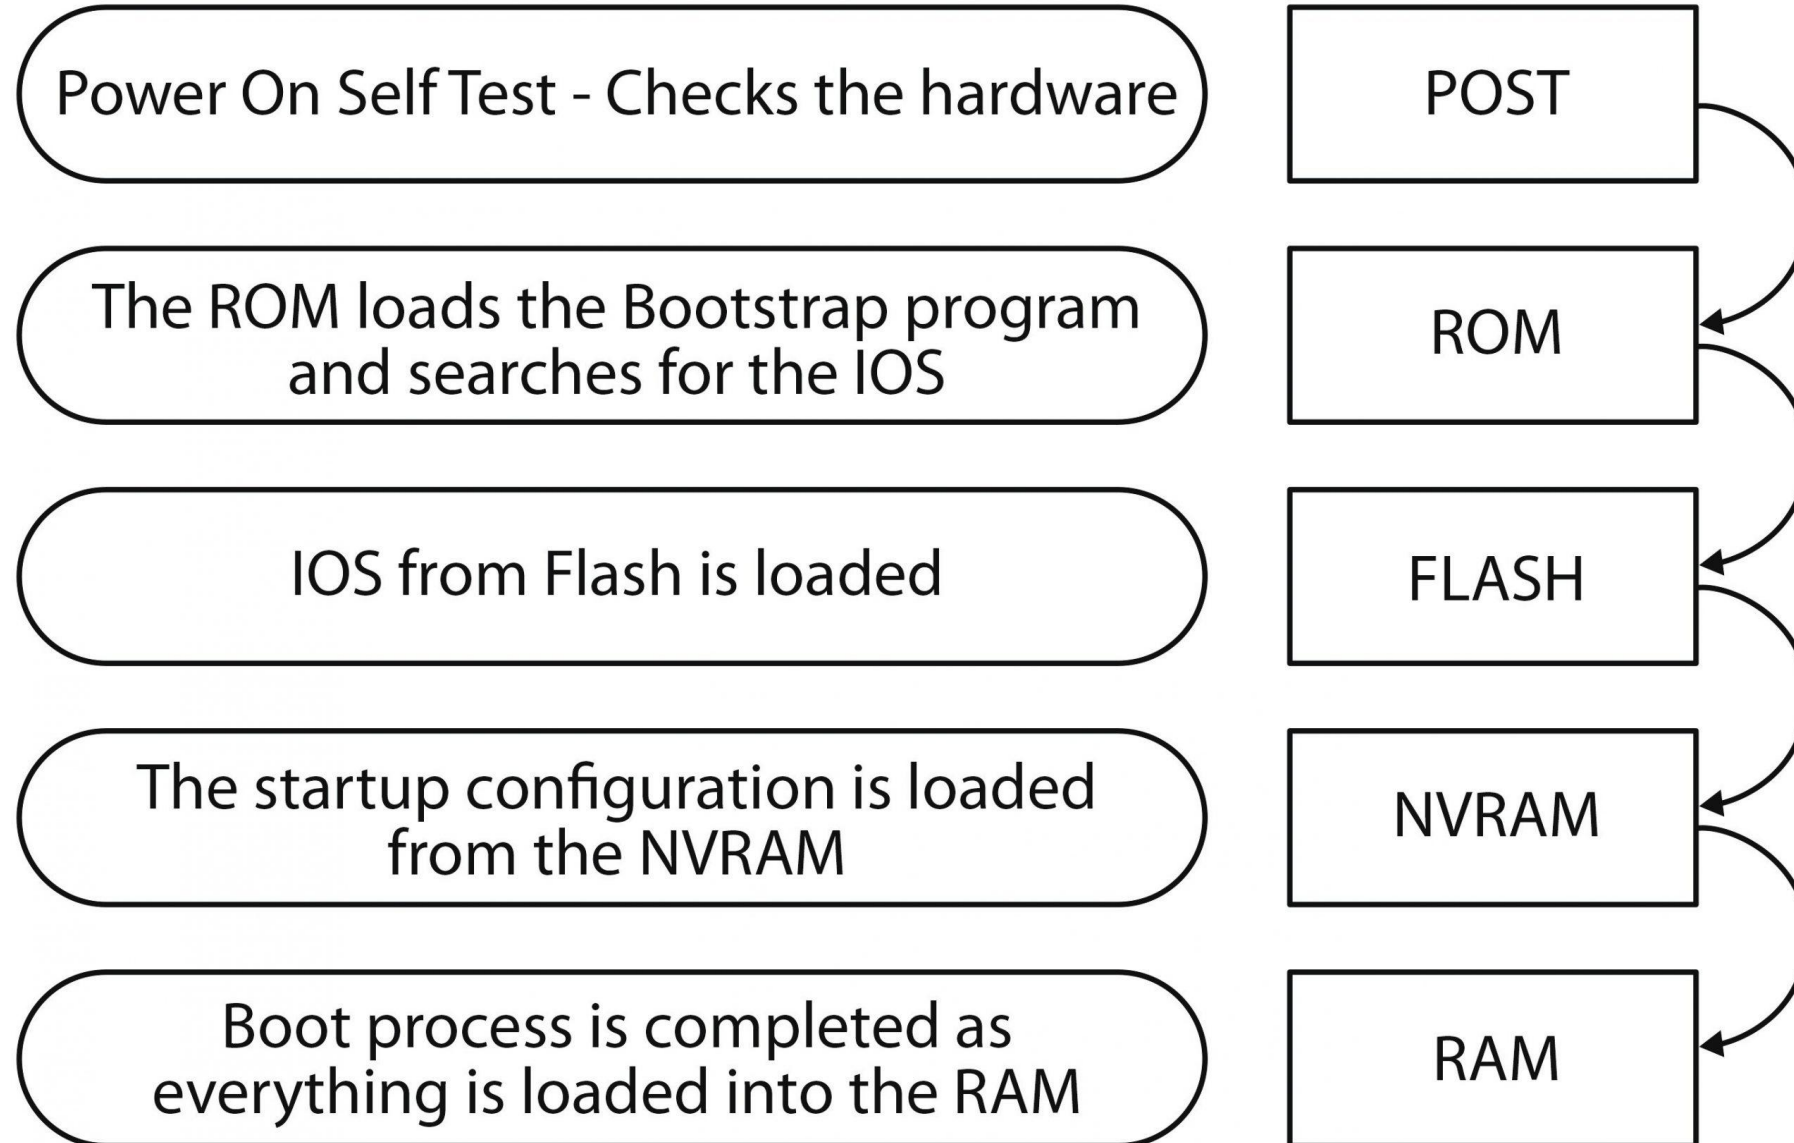 Power On Self Test - Checks the hardware
POST
The ROM loads the Bootstrap program
and searches for the IOS
ROM
IOS from Flash is loaded
FLASH
The startup configuration is loaded
from the NVRAM
NVRAM
Boot process is completed as
everything is loaded into the RAM
RAM